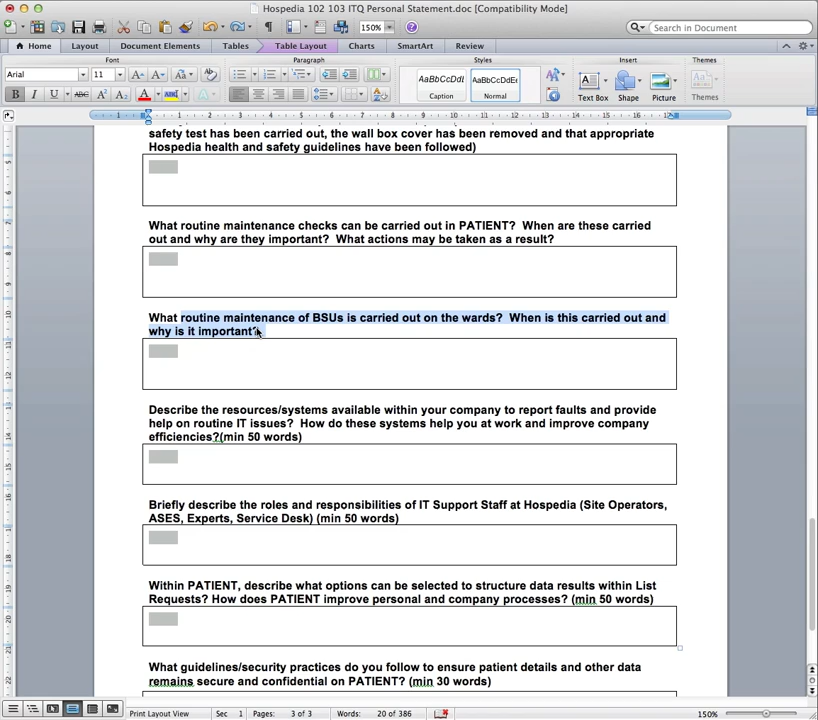 Hospedia 102 103 ITQ Personal Statement.doc [Compatibility Mode]
150%
Search in Document
Home Layout Document Elements Tables Table Layout Charts SmartArt Review
Font Paragraph Styles Insert Themes
Arial 11 A A Aa
AaBbCcDdE AaBbCcDdE
B I U ABC A A A ABC A
Caption Normal Text Box Shape Picture Themes
safety test has been carried out, the wall box cover has been removed and that appropriate
Hospedia health and safety guidelines have been followed)
What routine maintenance checks can be carried out in PATIENT? When are these carried
out and why are they important? What actions may be taken as a result?
What routine maintenance of BSUs is carried out on the wards? When is this carried out and
why is it important?
Describe the resources/systems available within your company to report faults and provide
help on routine IT issues? How do these systems help you at work and improve company
efficiencies?(min 50 words)
Briefly describe the roles and responsibilities of IT Support Staff at Hospedia (Site Operators,
ASES, Experts, Service Desk) (min 50 words)
Within PATIENT, describe what options can be selected to structure data results within List
Requests? How does PATIENT improve personal and company processes? (min 50 words)
What guidelines/security practices do you follow to ensure patient details and other data
remains secure and confidential on PATIENT? (min 30 words)
Print Layout View Sec 1 Pages: 3 of 3 Words: 20 of 386 150%